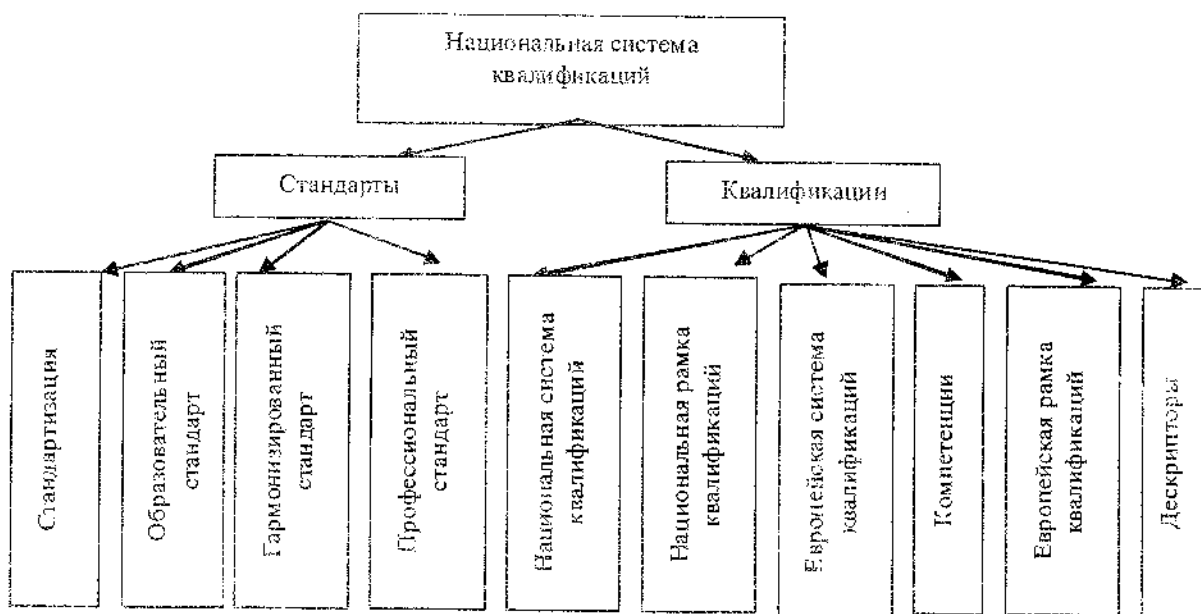 Национальная система
квалификаций
Стандарты
Квалификации
Стандартизация
Образовательный
стандарт
Гармонизированный
стандарт
Профессиональный
стандарт
Национальная система
квалификаций
Национальная рамка
квалификаций
Европейская система
квалификаций
Компетенции
Европейская рамка
квалификаций
Дескрипторы